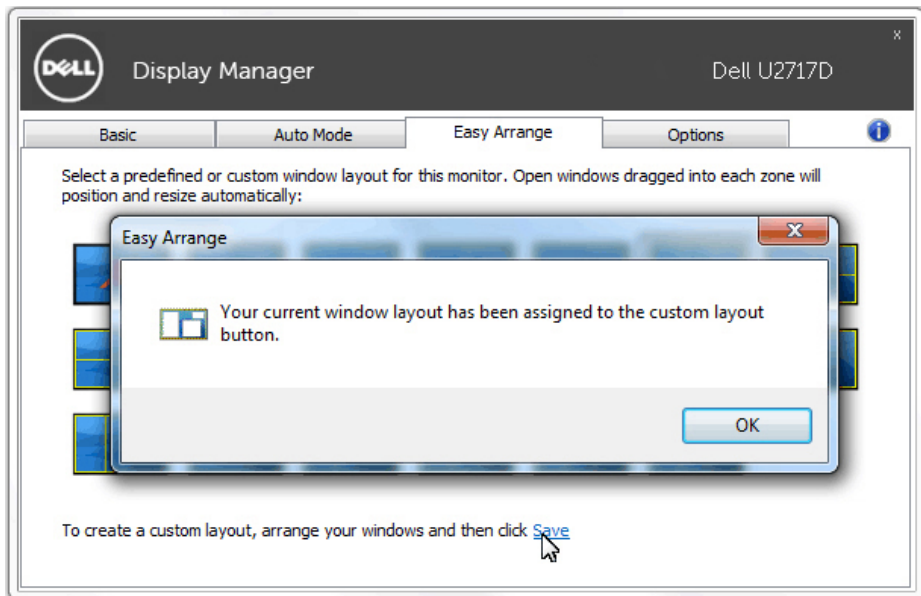 DELL
Display Manager
Dell U2717D
x
Basic
Auto Mode
Easy Arrange
Options
i
Select a predefined or custom window layout for this monitor. Open windows dragged into each zone will
position and resize automatically:
Easy Arrange
x
Your current window layout has been assigned to the custom layout
button.
OK
To create a custom layout, arrange your windows and then click Save